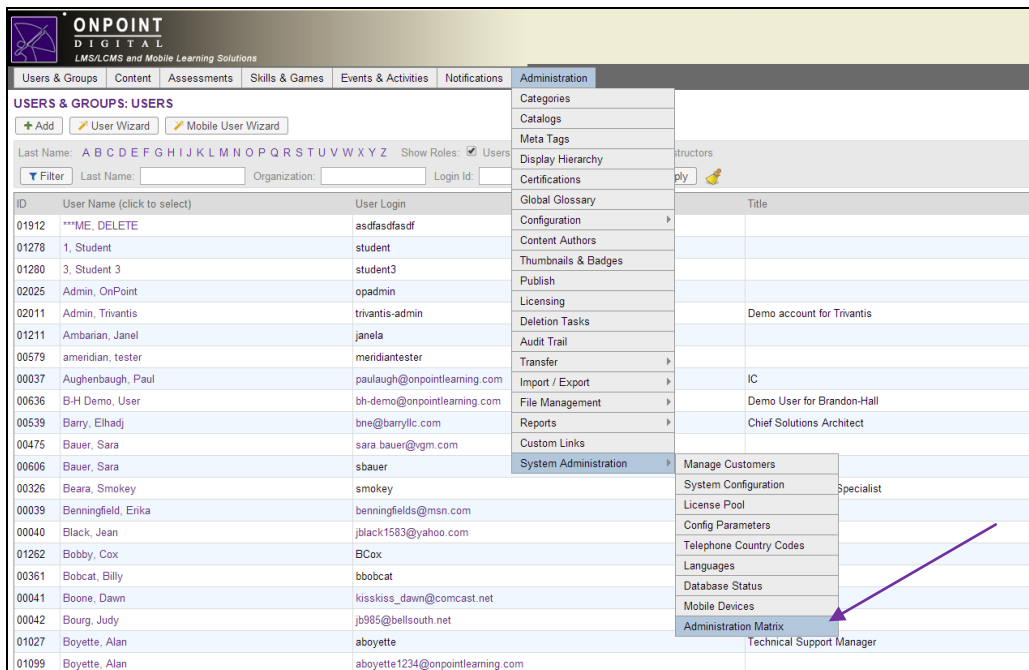 ONPOINT
DIGITAL
LMS/LCMS and Mobile Learning Solutions
Users & Groups Content Assessments Skills & Games Events & Activities Notifications Administration
USERS & GROUPS: USERS
Add User Wizard Mobile User Wizard
Last Name: A B C D E F G H I J K L M N O P Q R S T U V W X Y Z Show Roles: Users
Filter Last Name: Organization: Login Id:
ID User Name (click to select) User Login Title
01912 ***ME, DELETE asdfasdfasdf
01278 1, Student student
01280 3, Student 3 student3
02025 Admin, OnPoint opadmin
02011 Admin, Trivantis trivantis-admin Demo account for Trivantis
01211 Ambarian, Janel janela
00579 ameridian, tester meridiantester
00037 Aughenbaugh, Paul paulaugh@onpointlearning.com IC
00636 B-H Demo, User bh-demo@onpointlearning.com Demo User for Brandon-Hall
00539 Barry, Elhadj bne@barryllc.com Chief Solutions Architect
00475 Bauer, Sara sara.bauer@vgm.com
00606 Bauer, Sara sbauer
00326 Beara, Smokey smokey Specialist
00039 Benningfield, Erika benningfields@msn.com
00040 Black, Jean jblack1583@yahoo.com
01262 Bobby, Cox BCox
00361 Bobcat, Billy bbobcat
00041 Boone, Dawn kisskiss_dawn@comcast.net
00042 Bourg, Judy jb985@bellsouth.net
01027 Boyette, Alan aboyette Technical Support Manager
01099 Boyette, Alan aboyette1234@onpointlearning.com
Categories
Catalogs
Meta Tags
Display Hierarchy
Certifications
Global Glossary
Configuration
Content Authors
Thumbnails & Badges
Publish
Licensing
Deletion Tasks
Audit Trail
Transfer
Import / Export
File Management
Reports
Custom Links
System Administration
Manage Customers
System Configuration
License Pool
Config Parameters
Telephone Country Codes
Languages
Database Status
Mobile Devices
Administration Matrix